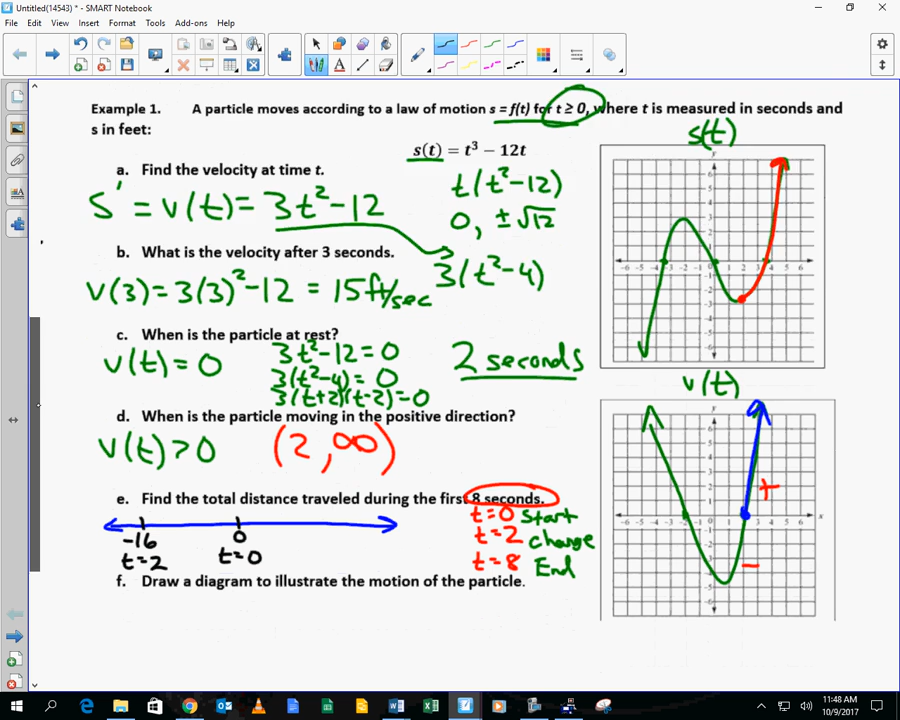 Untitled(14543) * - SMART Notebook
File Edit View Insert Format Tools Add-ons Help
Example 1. A particle moves according to a law of motion s = f(t) for t ≥ 0, where t is measured in seconds and
s in feet:
s(t)
s(t) = t³ − 12t
a. Find the velocity at time t.
t(t²-12)
S' = v(t) = 3t²-12
0, ±√12
b. What is the velocity after 3 seconds.
3(t²-4)
v(3) = 3(3)²-12 = 15ft/sec
c. When is the particle at rest?
v(t) = 0
3t²-12=0
3(t²-4) = 0
3(t+2)(t-2)=0
2 seconds
v(t)
d. When is the particle moving in the positive direction?
v(t) > 0 (2, ∞)
e. Find the total distance traveled during the first 8 seconds.
t=0 Start
t=2 change
t=8 End
-16 0
t=2 t=0
+
−
f. Draw a diagram to illustrate the motion of the particle.
11:48 AM
10/9/2017